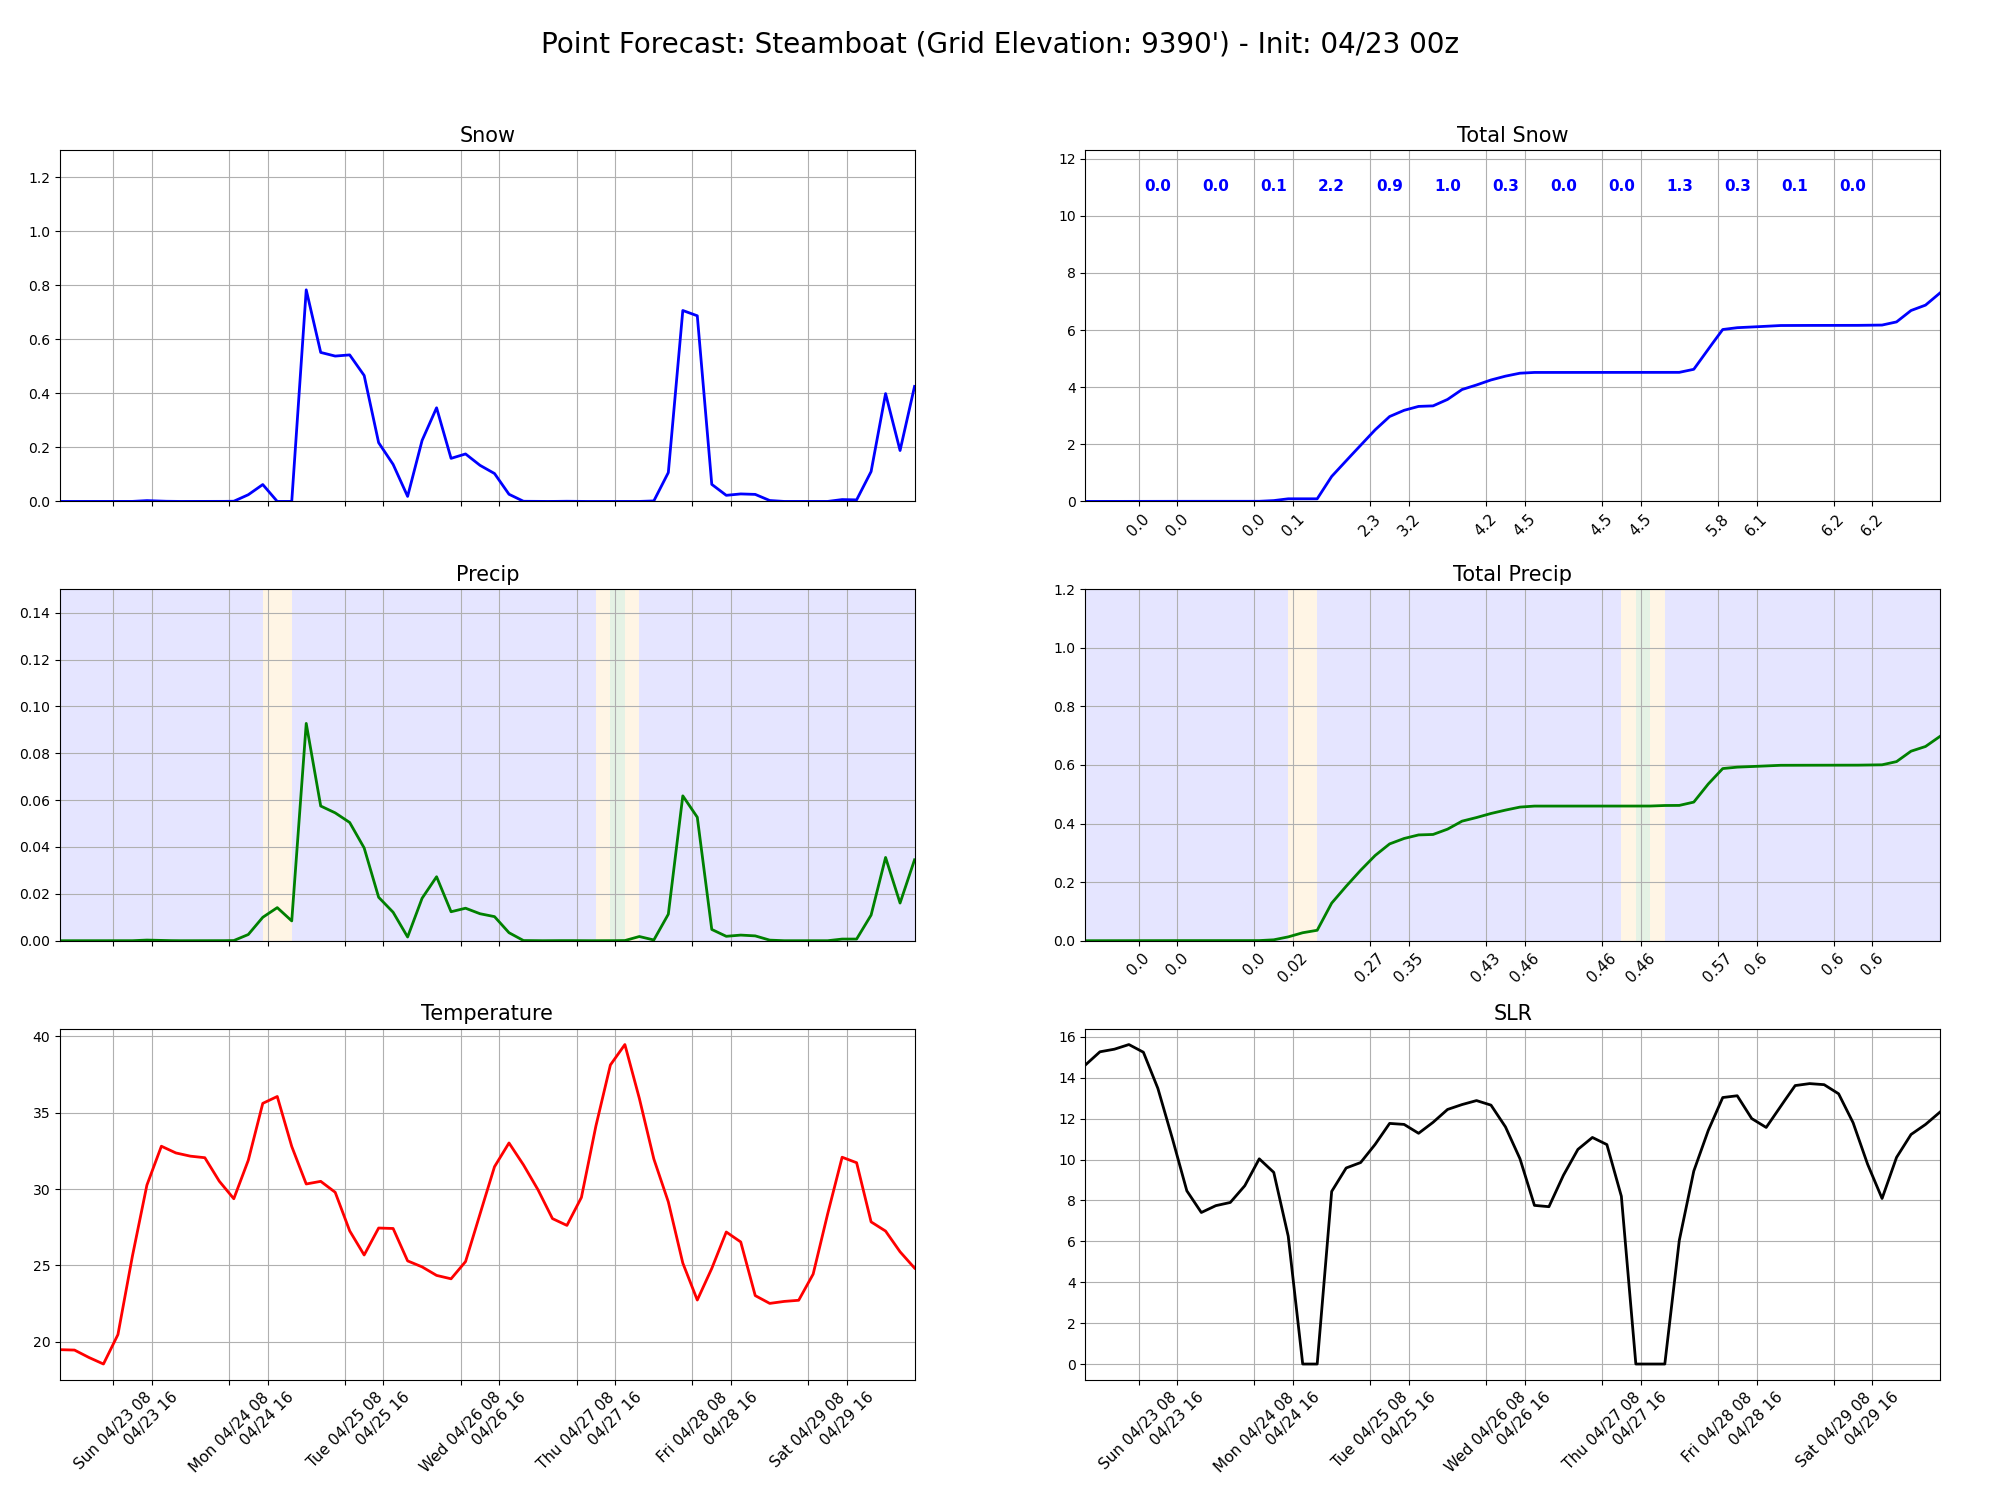 Point Forecast: Steamboat (Grid Elevation: 9390') - Init: 04/23 00z
Snow
1.2
1.0
0.8
0.6
0.4
0.2
0.0
Total Snow
12
10
8
6
4
2
0
0.0 0.0 0.1 2.2 0.9 1.0 0.3 0.0 0.0 1.3 0.3 0.1 0.0
0.0 0.0 0.0 0.1 2.3 3.2 4.2 4.5 4.5 4.5 5.8 6.1 6.2 6.2
Precip
0.14
0.12
0.10
0.08
0.06
0.04
0.02
0.00
Total Precip
1.2
1.0
0.8
0.6
0.4
0.2
0.0
0.0 0.0 0.0 0.02 0.27 0.35 0.43 0.46 0.46 0.46 0.57 0.6 0.6 0.6
Temperature
40
35
30
25
20
Sun 04/23 08
04/23 16
Mon 04/24 08
04/24 16
Tue 04/25 08
04/25 16
Wed 04/26 08
04/26 16
Thu 04/27 08
04/27 16
Fri 04/28 08
04/28 16
Sat 04/29 08
04/29 16
SLR
16
14
12
10
8
6
4
2
0
Sun 04/23 08
04/23 16
Mon 04/24 08
04/24 16
Tue 04/25 08
04/25 16
Wed 04/26 08
04/26 16
Thu 04/27 08
04/27 16
Fri 04/28 08
04/28 16
Sat 04/29 08
04/29 16